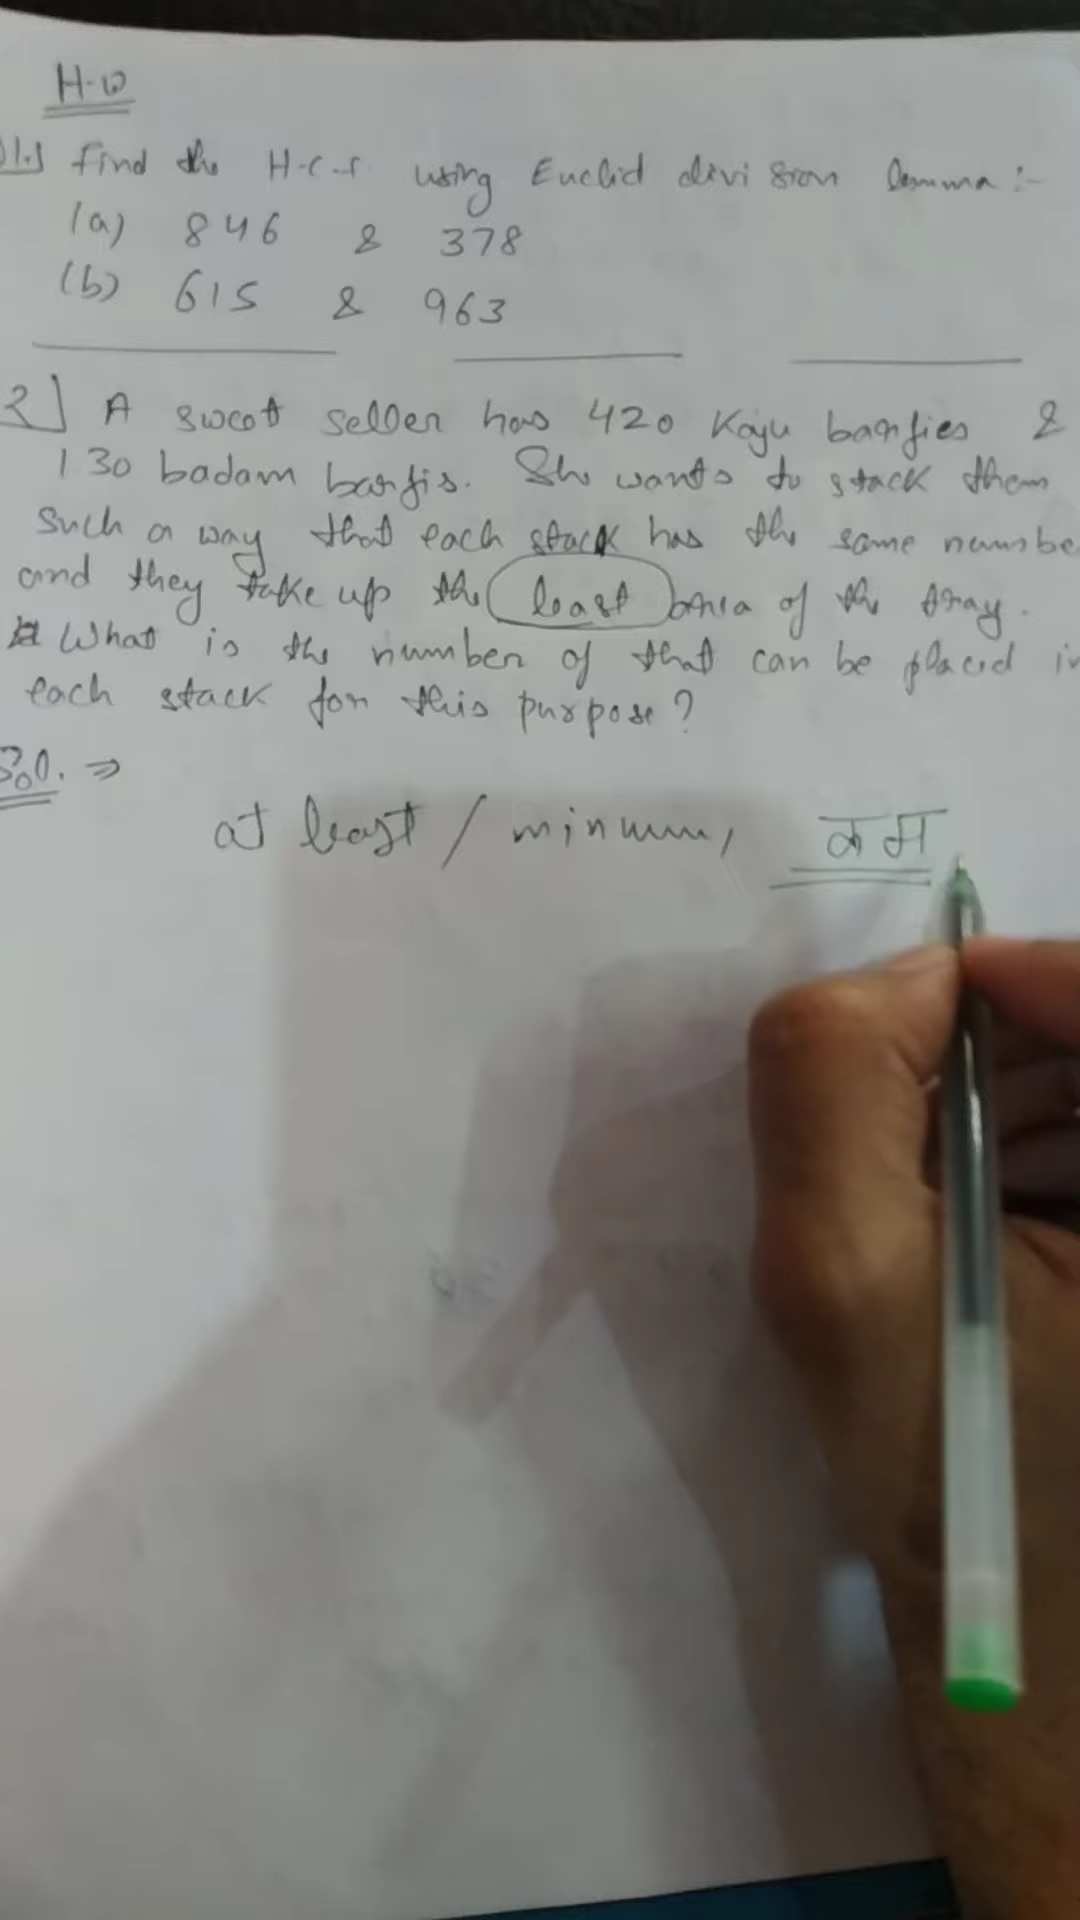 H.W
Q1.] find the H.C.f. using Euclid division lemma :-
(a) 846 & 378
(b) 615 & 963
2] A sweet seller has 420 Kaju barfies &
130 badam barfis. She wants to stack them
such a way that each stack has the same numbe
and they take up the least area of the tray.
What is the number of that can be placed in
each stack for this purpose?
Sol. ⇒
at least / minimum, कम